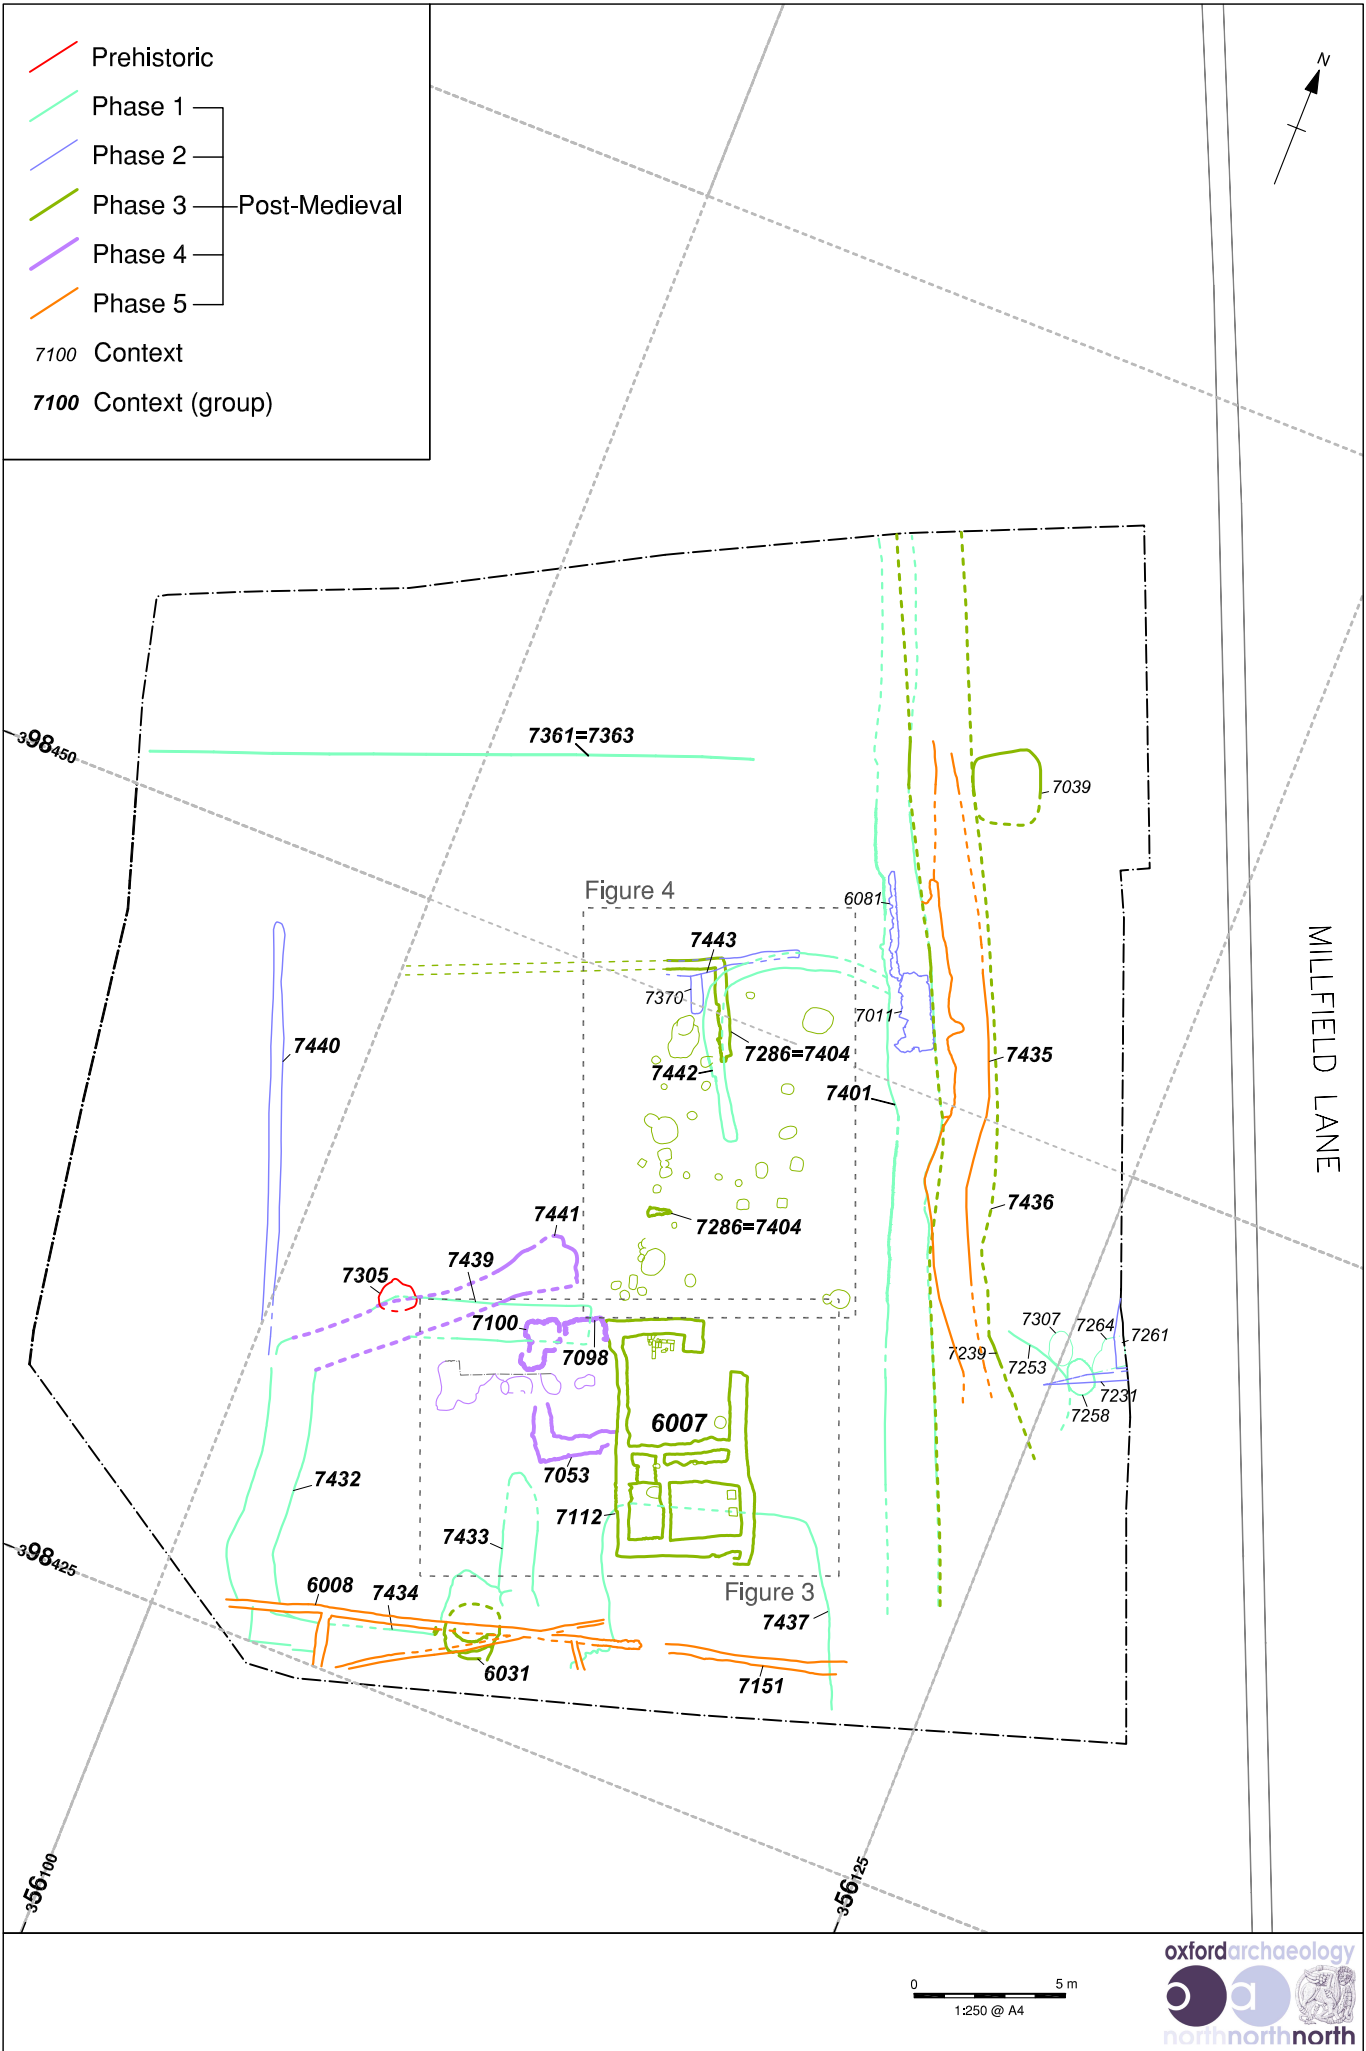 Prehistoric
Phase 1
Phase 2
Phase 3
Post-Medieval
Phase 4
Phase 5
7100 Context
7100 Context (group)
N
7361=7363
398450
7039
Figure 4
6081
7443
7370
7011
7440
7286=7404
7435
7442
7401
MILLFIELD LANE
7436
7441
7286=7404
7439
7305
7100
7307
7264
7261
7098
7239
7253
7231
6007
7258
7053
7432
7112
7433
398425
6008
7434
Figure 3
7437
6031
7151
356100
356125
0 5 m
1:250 @ A4
oxfordarchaeology
oa
northnorthnorth